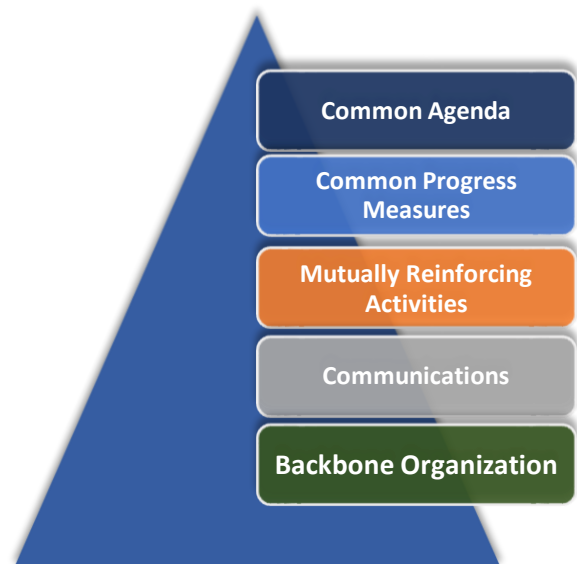 Common Agenda
Common Progress
Measures
Mutually Reinforcing
Activities
Communications
Backbone Organization